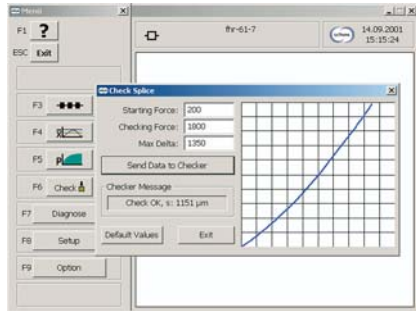 Menü
F1 ?
ESC Exit
F3
F4
F5
F6 Check
F7 Diagnose
F8 Setup
F9 Option
fhr-61-7
14.09.2001
15:15:24
Check Splice
Starting Force: 200
Checking Force: 1800
Max Delta: 1350
Send Data to Checker
Checker Message
Check OK, s: 1151 µm
Default Values
Exit